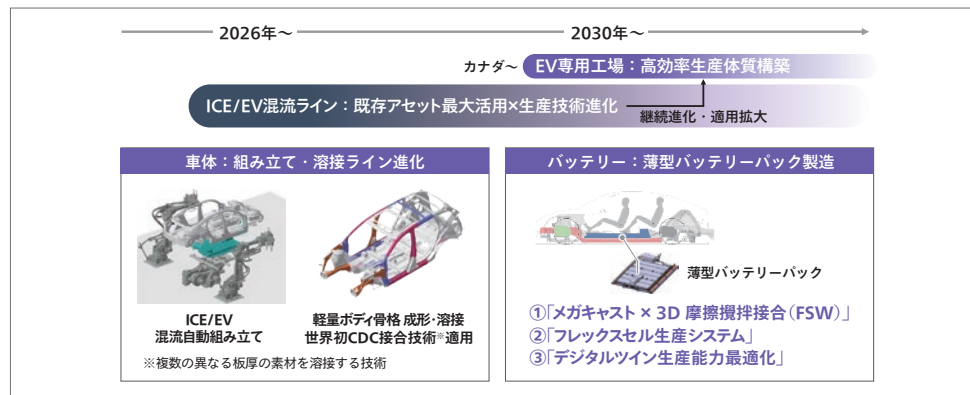 2026年～
2030年～
カナダ～
EV専用工場：高効率生産体質構築
ICE/EV混流ライン：既存アセット最大活用×生産技術進化
継続進化・適用拡大
車体：組み立て・溶接ライン進化
ICE/EV
混流自動組み立て
軽量ボディ骨格 成形・溶接
世界初CDC接合技術※適用
※複数の異なる板厚の素材を溶接する技術
バッテリー：薄型バッテリーパック製造
薄型バッテリーパック
①「メガキャスト × 3D 摩擦攪拌接合（FSW）」
②「フレックスセル生産システム」
③「デジタルツイン生産能力最適化」